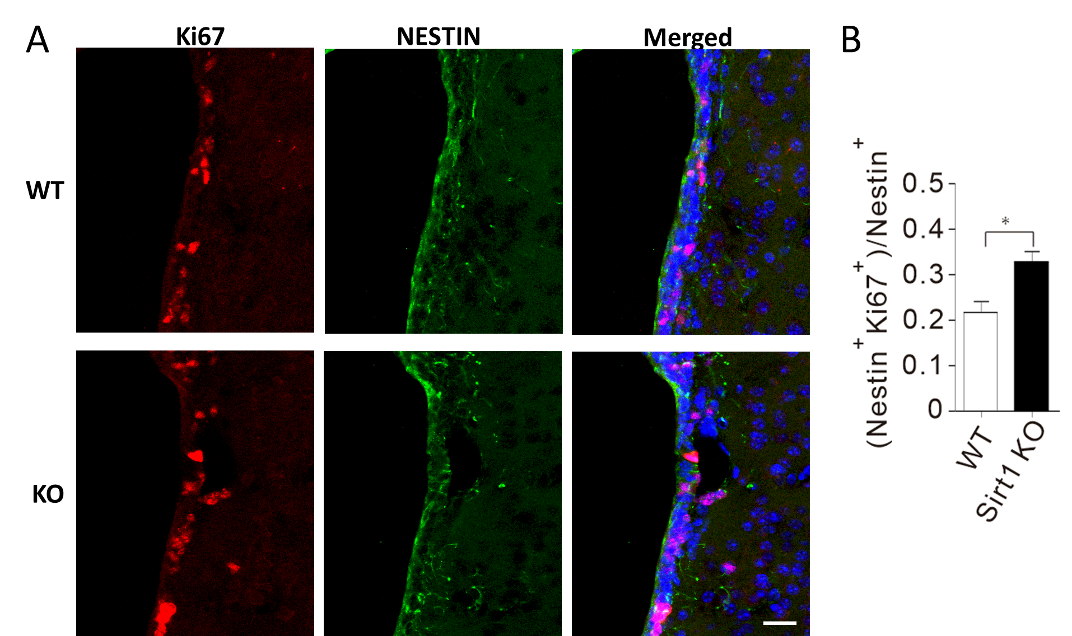 A
Ki67
NESTIN
Merged
WT
KO
B
(Nestin⁺Ki67⁺)/Nestin⁺
0.5
0.4
0.3
0.2
0.1
0
*
WT
Sirt1 KO